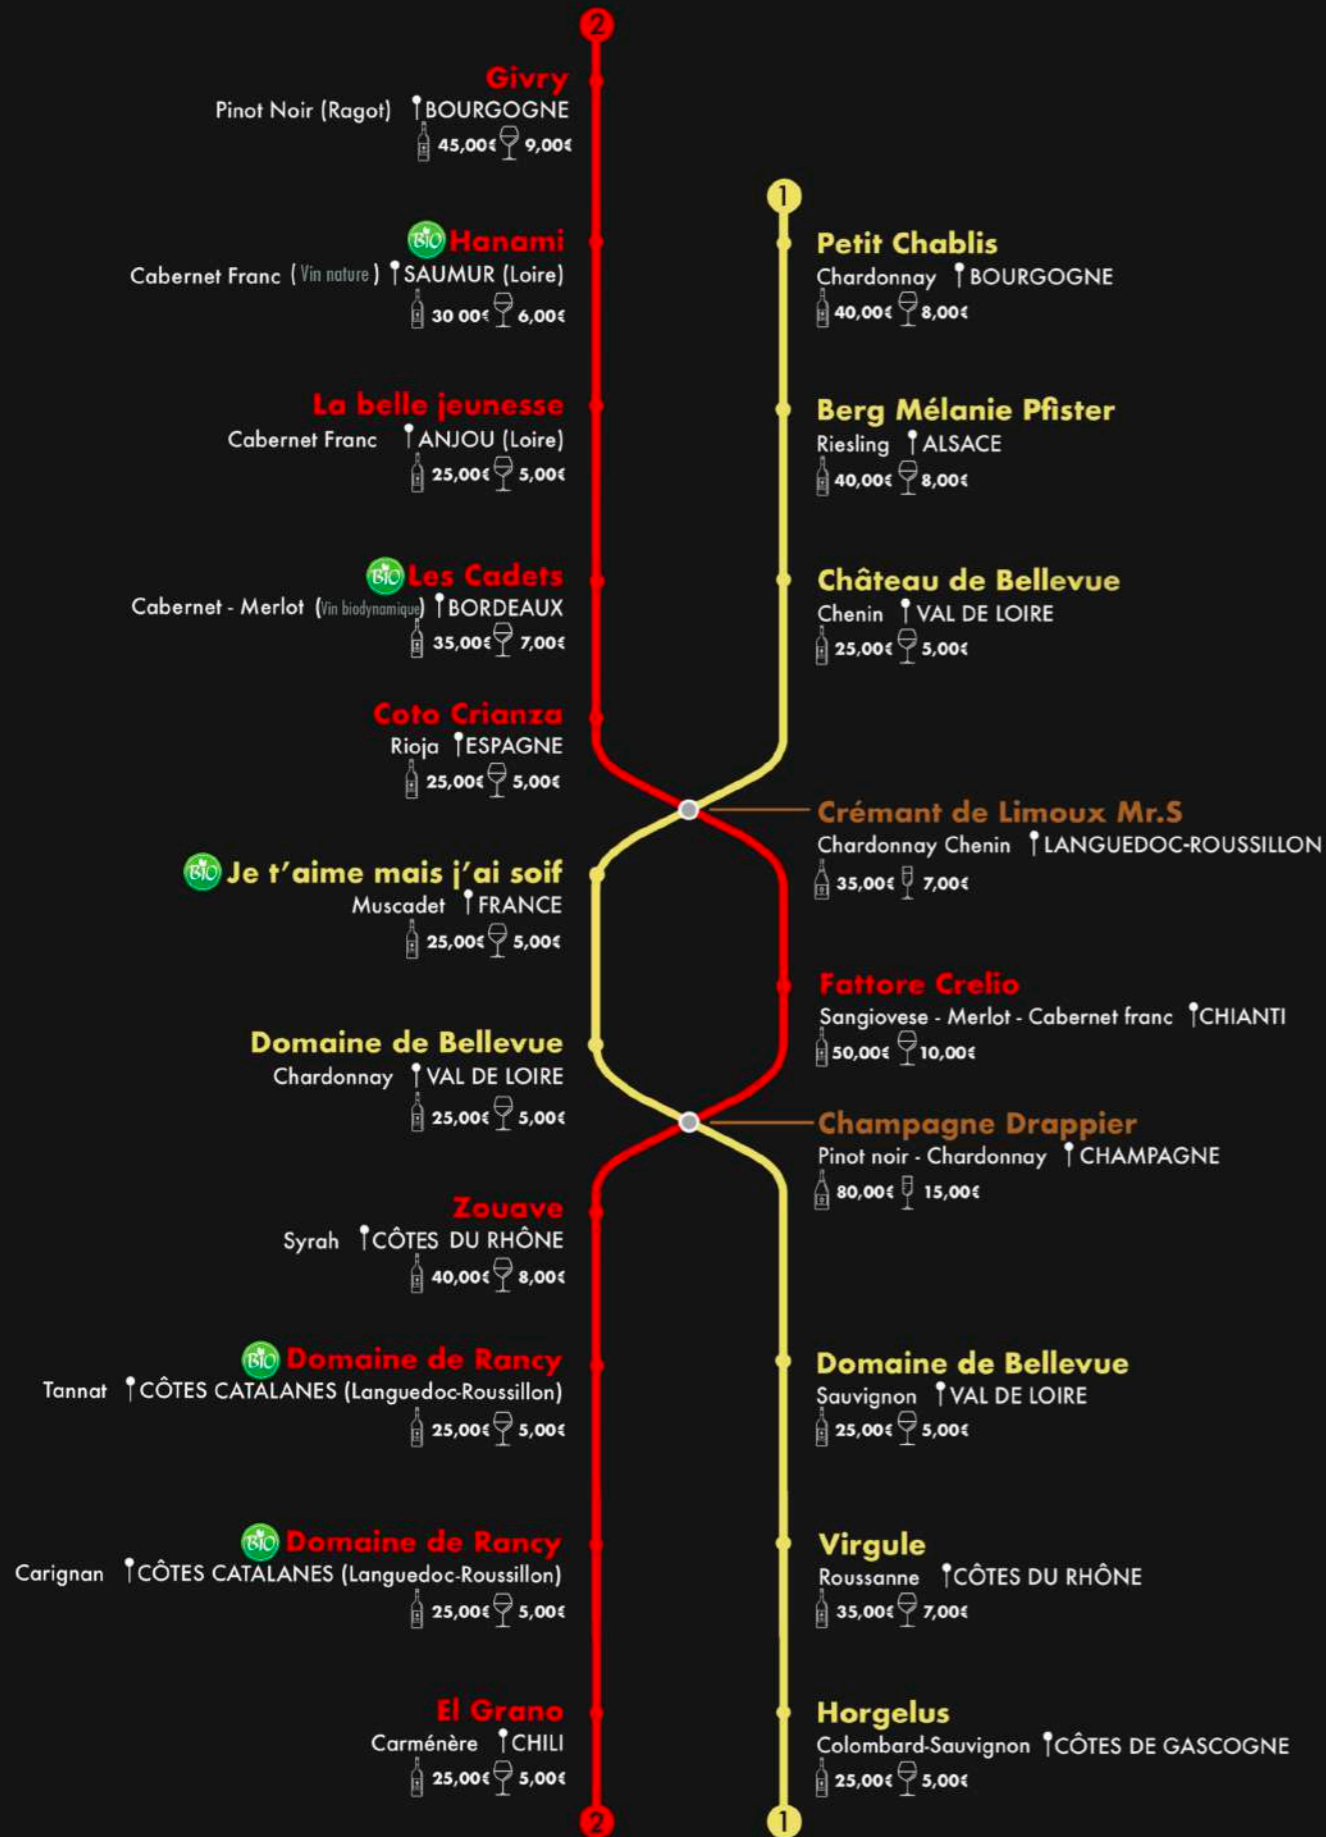 2
Givry
Pinot Noir (Ragot) BOURGOGNE
45,00€ 9,00€
BIO Hanami
Cabernet Franc (Vin nature) SAUMUR (Loire)
30 00€ 6,00€
La belle jeunesse
Cabernet Franc ANJOU (Loire)
25,00€ 5,00€
BIO Les Cadets
Cabernet - Merlot (Vin biodynamique) BORDEAUX
35,00€ 7,00€
Coto Crianza
Rioja ESPAGNE
25,00€ 5,00€
BIO Je t'aime mais j'ai soif
Muscadet FRANCE
25,00€ 5,00€
Domaine de Bellevue
Chardonnay VAL DE LOIRE
25,00€ 5,00€
Zouave
Syrah CÔTES DU RHÔNE
40,00€ 8,00€
BIO Domaine de Rancy
Tannat CÔTES CATALANES (Languedoc-Roussillon)
25,00€ 5,00€
BIO Domaine de Rancy
Carignan CÔTES CATALANES (Languedoc-Roussillon)
25,00€ 5,00€
El Grano
Carménère CHILI
25,00€ 5,00€
2
1
Petit Chablis
Chardonnay BOURGOGNE
40,00€ 8,00€
Berg Mélanie Pfister
Riesling ALSACE
40,00€ 8,00€
Château de Bellevue
Chenin VAL DE LOIRE
25,00€ 5,00€
Crémant de Limoux Mr.S
Chardonnay Chenin LANGUEDOC-ROUSSILLON
35,00€ 7,00€
Fattore Crelio
Sangiovese - Merlot - Cabernet franc CHIANTI
50,00€ 10,00€
Champagne Drappier
Pinot noir - Chardonnay CHAMPAGNE
80,00€ 15,00€
Domaine de Bellevue
Sauvignon VAL DE LOIRE
25,00€ 5,00€
Virgule
Roussanne CÔTES DU RHÔNE
35,00€ 7,00€
Horgelus
Colombard-Sauvignon CÔTES DE GASCOGNE
25,00€ 5,00€
1